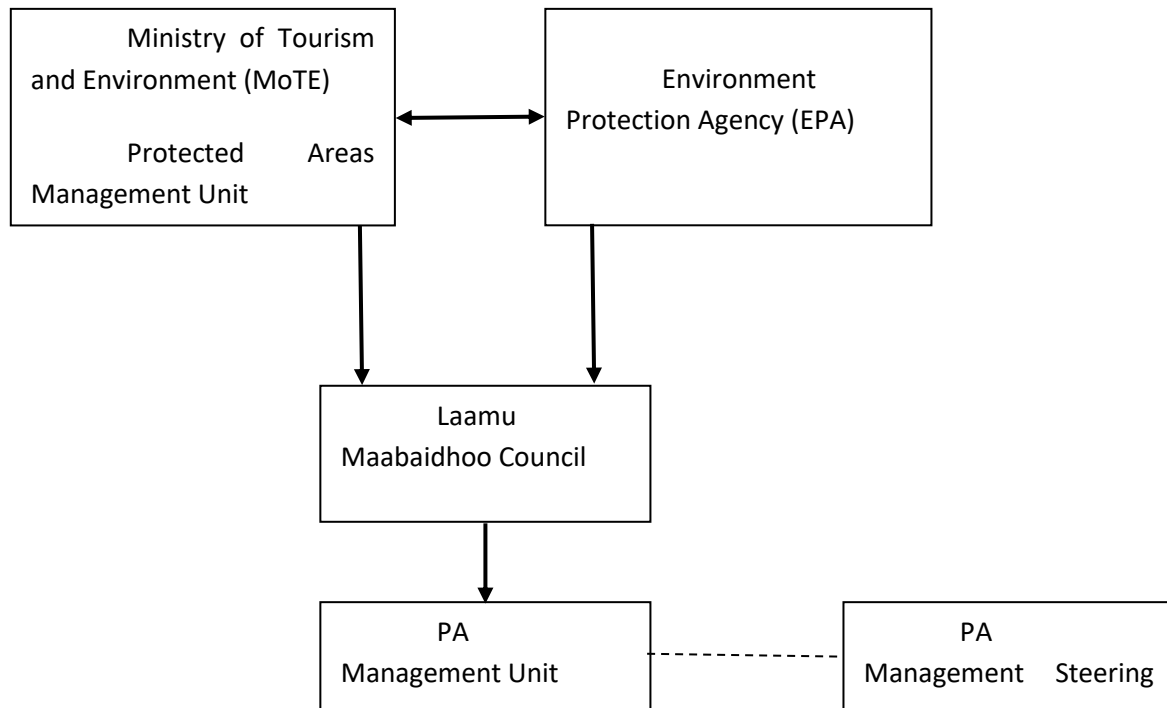 Ministry of Tourism
and Environment (MoTE)
Protected Areas
Management Unit
Environment
Protection Agency (EPA)
Laamu
Maabaidhoo Council
PA
Management Unit
PA
Management Steering